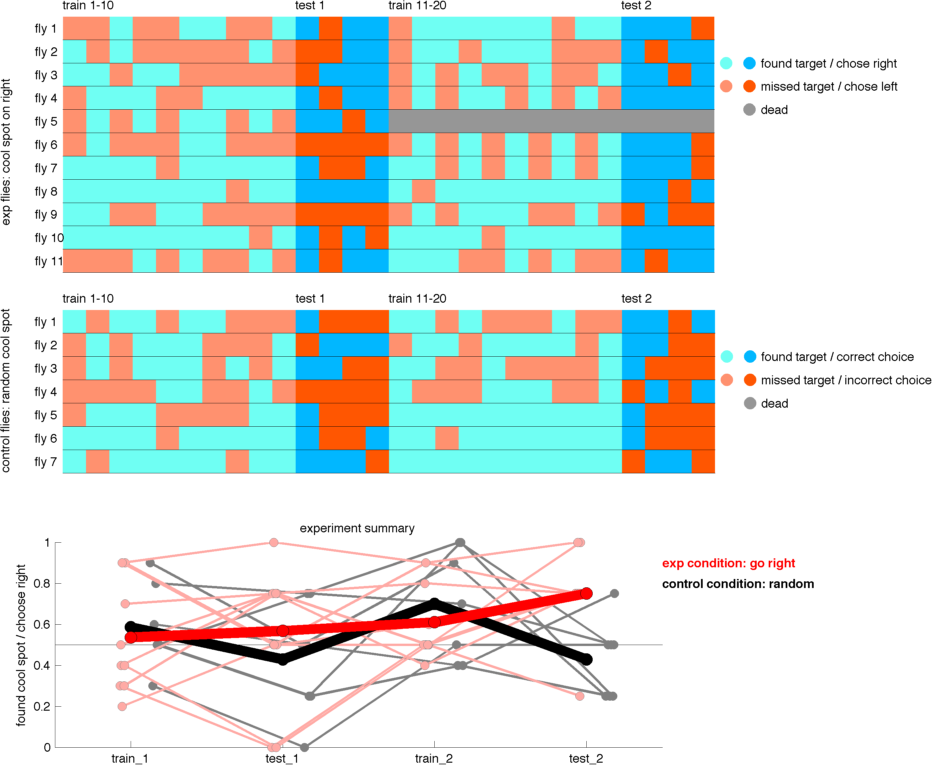 train 1-10 test 1 train 11-20 test 2
exp flies: cool spot on right
fly 1
fly 2
fly 3
fly 4
fly 5
fly 6
fly 7
fly 8
fly 9
fly 10
fly 11
found target / chose right
missed target / chose left
dead
train 1-10 test 1 train 11-20 test 2
control flies: random cool spot
fly 1
fly 2
fly 3
fly 4
fly 5
fly 6
fly 7
found target / correct choice
missed target / incorrect choice
dead
experiment summary
found cool spot / choose right
1
0.8
0.6
0.4
0.2
0
train_1 test_1 train_2 test_2
exp condition: go right
control condition: random